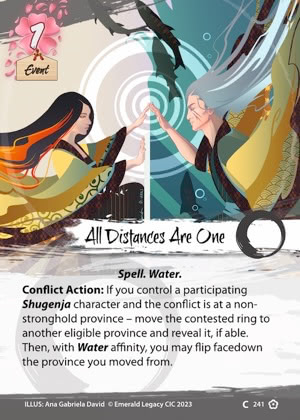 1
Event
All Distances Are One
Spell. Water.
Conflict Action: If you control a participating
Shugenja character and the conflict is at a non-
stronghold province – move the contested ring to
another eligible province and reveal it, if able.
Then, with Water affinity, you may flip facedown
the province you moved from.
ILLUS: Ana Gabriela David © Emerald Legacy CIC 2023
C 241